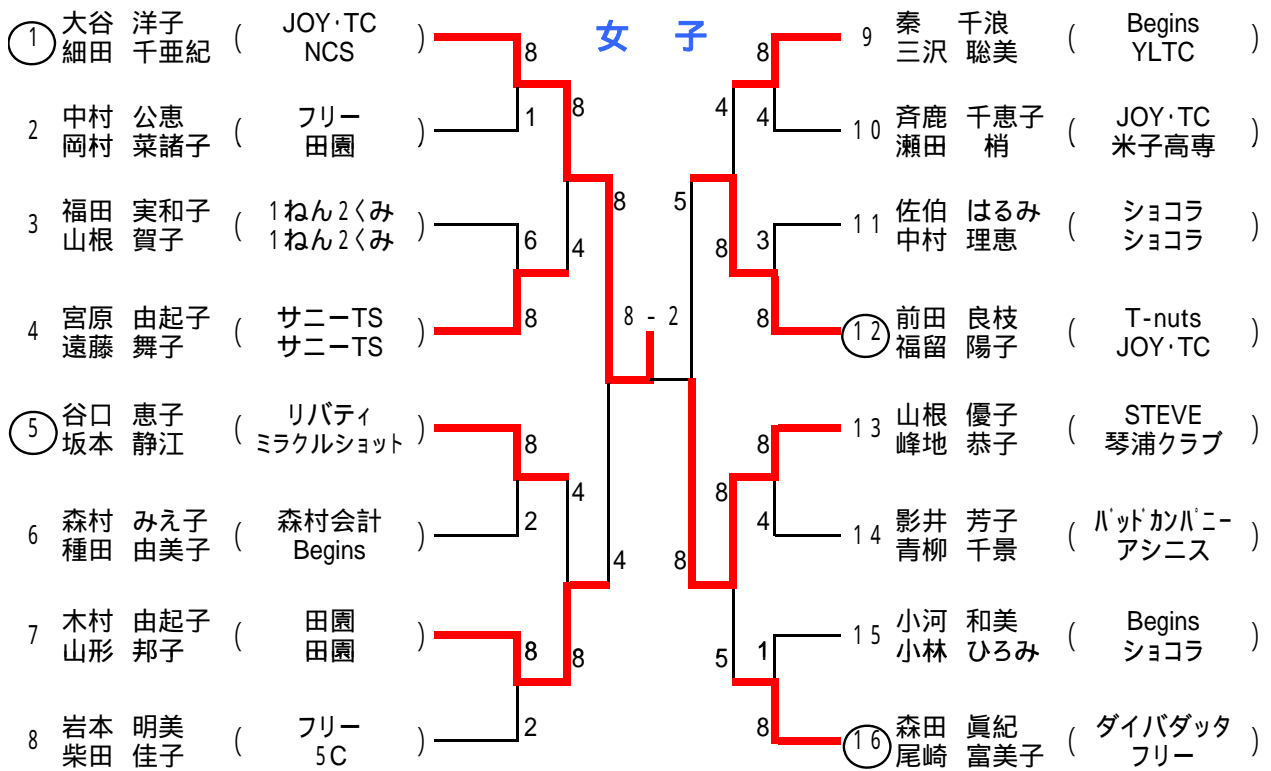 女 子
1 大谷 洋子 ( JOY・TC )
細田 千亜紀 NCS
8
2 中村 公恵 ( フリー )
岡村 菜諸子 田園
1
8
3 福田 実和子 ( 1ねん2くみ )
山根 賀子 1ねん2くみ
6
4
8
4 宮原 由起子 ( サニーTS )
遠藤 舞子 サニーTS
8
5 谷口 恵子 ( リバティ )
坂本 静江 ミラクルショット
8
4
6 森村 みえ子 ( 森村会計 )
種田 由美子 Begins
2
4
7 木村 由起子 ( 田園 )
山形 邦子 田園
8
8
8 岩本 明美 ( フリー )
柴田 佳子 5C
2
8 - 2
9 秦 千浪 ( Begins )
三沢 聡美 YLTC
8
4
10 斉鹿 千恵子 ( JOY・TC )
瀬田 梢 米子高専
4
5
11 佐伯 はるみ ( ショコラ )
中村 理恵 ショコラ
3
8
12 前田 良枝 ( T-nuts )
福留 陽子 JOY・TC
8
13 山根 優子 ( STEVE )
峰地 恭子 琴浦クラブ
8
8
14 影井 芳子 ( バッドカンパニー )
青柳 千景 アシニス
4
8
15 小河 和美 ( Begins )
小林 ひろみ ショコラ
1
5
16 森田 眞紀 ( ダイバダッタ )
尾崎 富美子 フリー
8